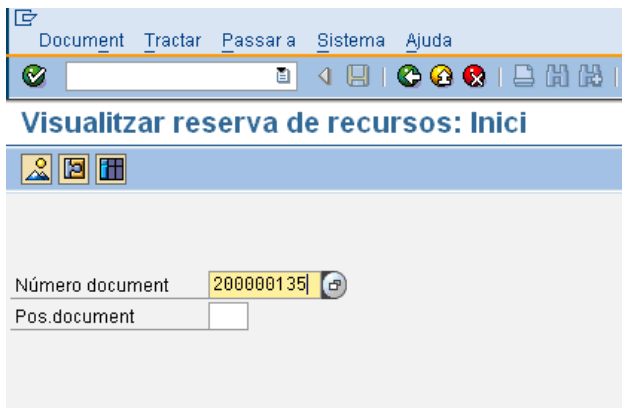 Document Tractar Passar a Sistema Ajuda
Visualitzar reserva de recursos: Inici
Número document 200000135
Pos.document